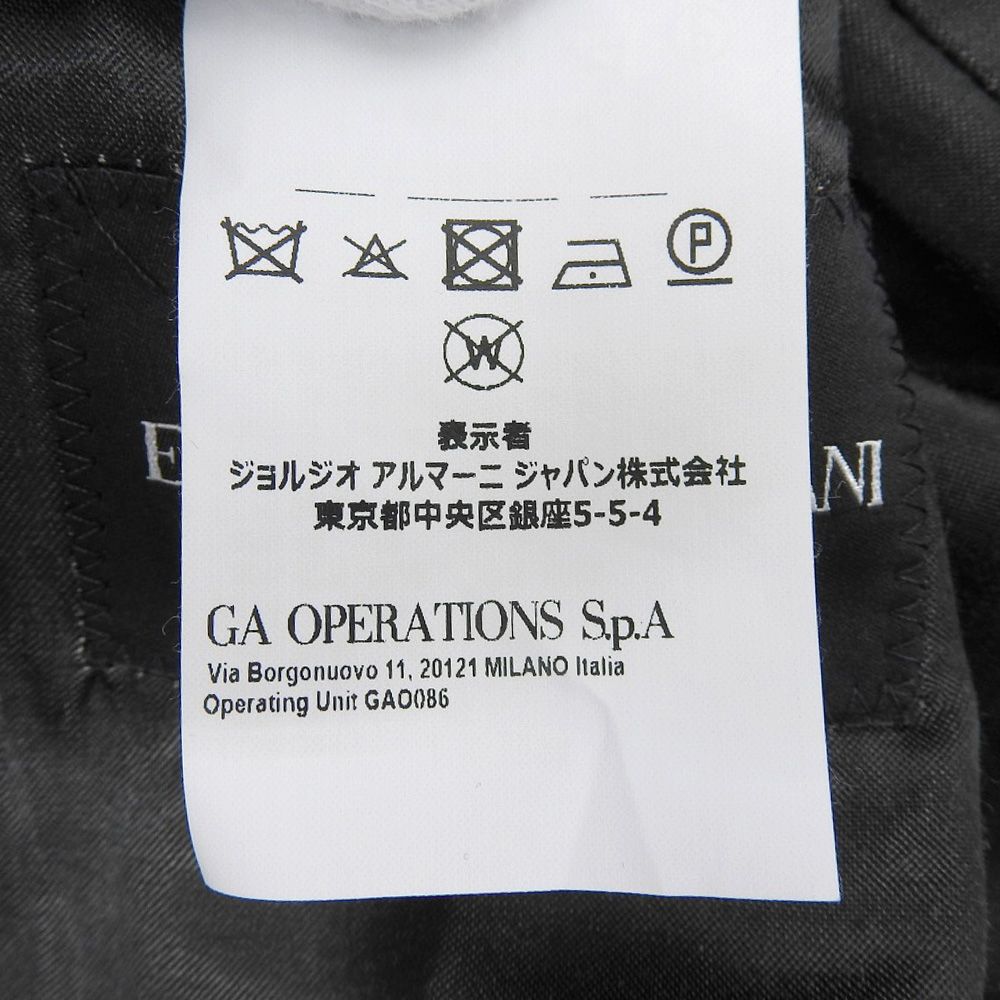 P
W
表示者
ジョルジオ アルマーニ ジャパン株式会社
東京都中央区銀座5-5-4
GA OPERATIONS S.p.A
Via Borgonuovo 11, 20121 MILANO Italia
Operating Unit GAO086